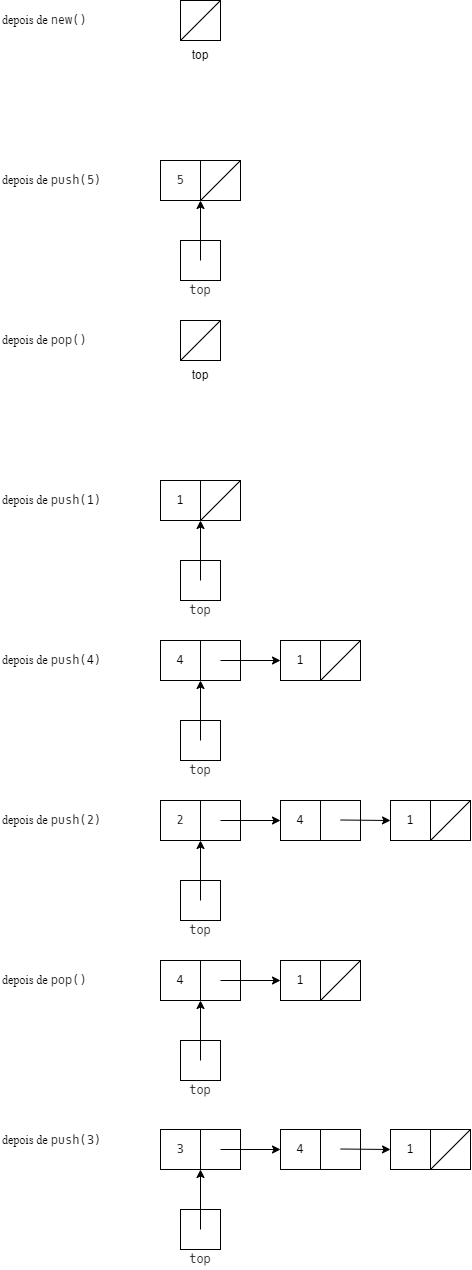 depois de new()
top
depois de push(5)
5
top
depois de pop()
top
depois de push(1)
1
top
depois de push(4)
4 1
top
depois de push(2)
2 4 1
top
depois de pop()
4 1
top
depois de push(3)
3 4 1
top